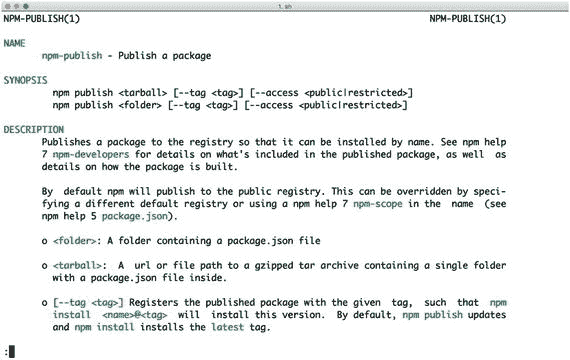 1. sh
NPM-PUBLISH(1) NPM-PUBLISH(1)
NAME
npm-publish - Publish a package
SYNOPSIS
npm publish <tarball> [--tag <tag>] [--access <public|restricted>]
npm publish <folder> [--tag <tag>] [--access <public|restricted>]
DESCRIPTION
Publishes a package to the registry so that it can be installed by name. See npm help
7 npm-developers for details on what's included in the published package, as well as
details on how the package is built.
By default npm will publish to the public registry. This can be overridden by speci-
fying a different default registry or using a npm help 7 npm-scope in the name (see
npm help 5 package.json).
o <folder>: A folder containing a package.json file
o <tarball>: A url or file path to a gzipped tar archive containing a single folder
with a package.json file inside.
o [--tag <tag>] Registers the published package with the given tag, such that npm
install <name>@<tag> will install this version. By default, npm publish updates
and npm install installs the latest tag.
: